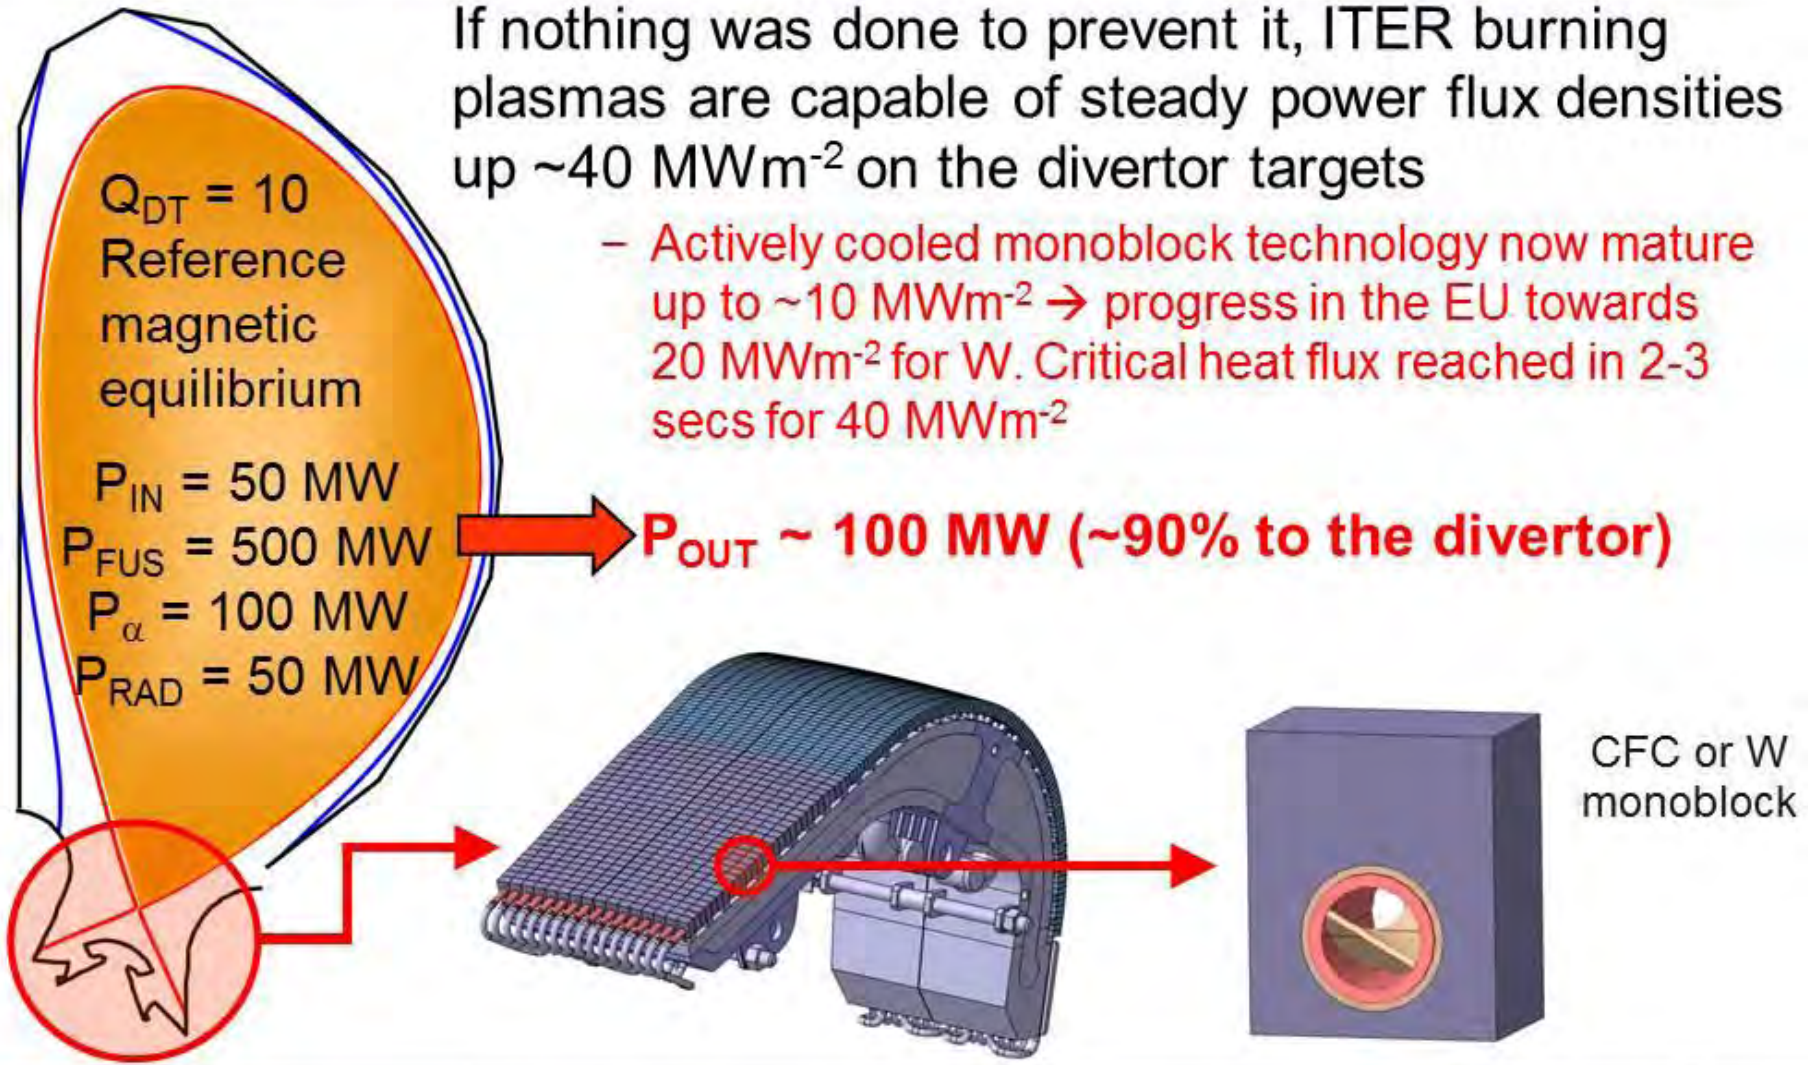 If nothing was done to prevent it, ITER burning
plasmas are capable of steady power flux densities
up ~40 MWm-2 on the divertor targets
– Actively cooled monoblock technology now mature
up to ~10 MWm-2 → progress in the EU towards
20 MWm-2 for W. Critical heat flux reached in 2-3
secs for 40 MWm-2
QDT = 10
Reference
magnetic
equilibrium
PIN = 50 MW
PFUS = 500 MW
Pα = 100 MW
PRAD = 50 MW
POUT ~ 100 MW (~90% to the divertor)
CFC or W
monoblock